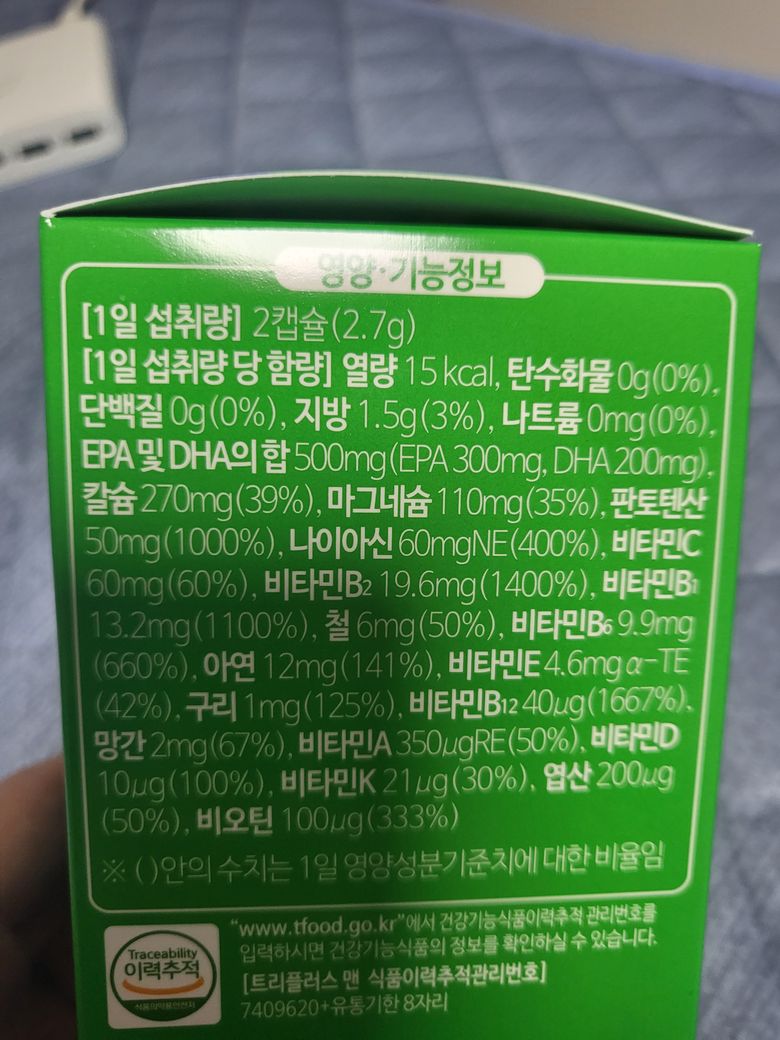 영양·기능정보
[1일 섭취량] 2캡슐(2.7g)
[1일 섭취량 당 함량] 열량 15 kcal, 탄수화물 0g(0%),
단백질 0g(0%), 지방 1.5g(3%), 나트륨 0mg(0%),
EPA 및 DHA의 합 500mg(EPA 300mg, DHA 200mg),
칼슘 270mg(39%), 마그네슘 110mg(35%), 판토텐산
50mg(1000%), 나이아신 60mgNE(400%), 비타민C
60mg(60%), 비타민B2 19.6mg(1400%), 비타민B1
13.2mg(1100%), 철 6mg(50%), 비타민B6 9.9mg
(660%), 아연 12mg(141%), 비타민E 4.6mg α-TE
(42%), 구리 1mg(125%), 비타민B12 40µg(1667%),
망간 2mg(67%), 비타민A 350µgRE(50%), 비타민D
10µg(100%), 비타민K 21µg(30%), 엽산 200µg
(50%), 비오틴 100µg(333%)
※ ( )안의 수치는 1일 영양성분기준치에 대한 비율임
Traceability
이력추적
식품의약품안전처
"www.tfood.go.kr"에서 건강기능식품이력추적 관리번호를
입력하시면 건강기능식품의 정보를 확인하실 수 있습니다.
[트리플러스 맨 식품이력추적관리번호]
7409620+유통기한 8자리